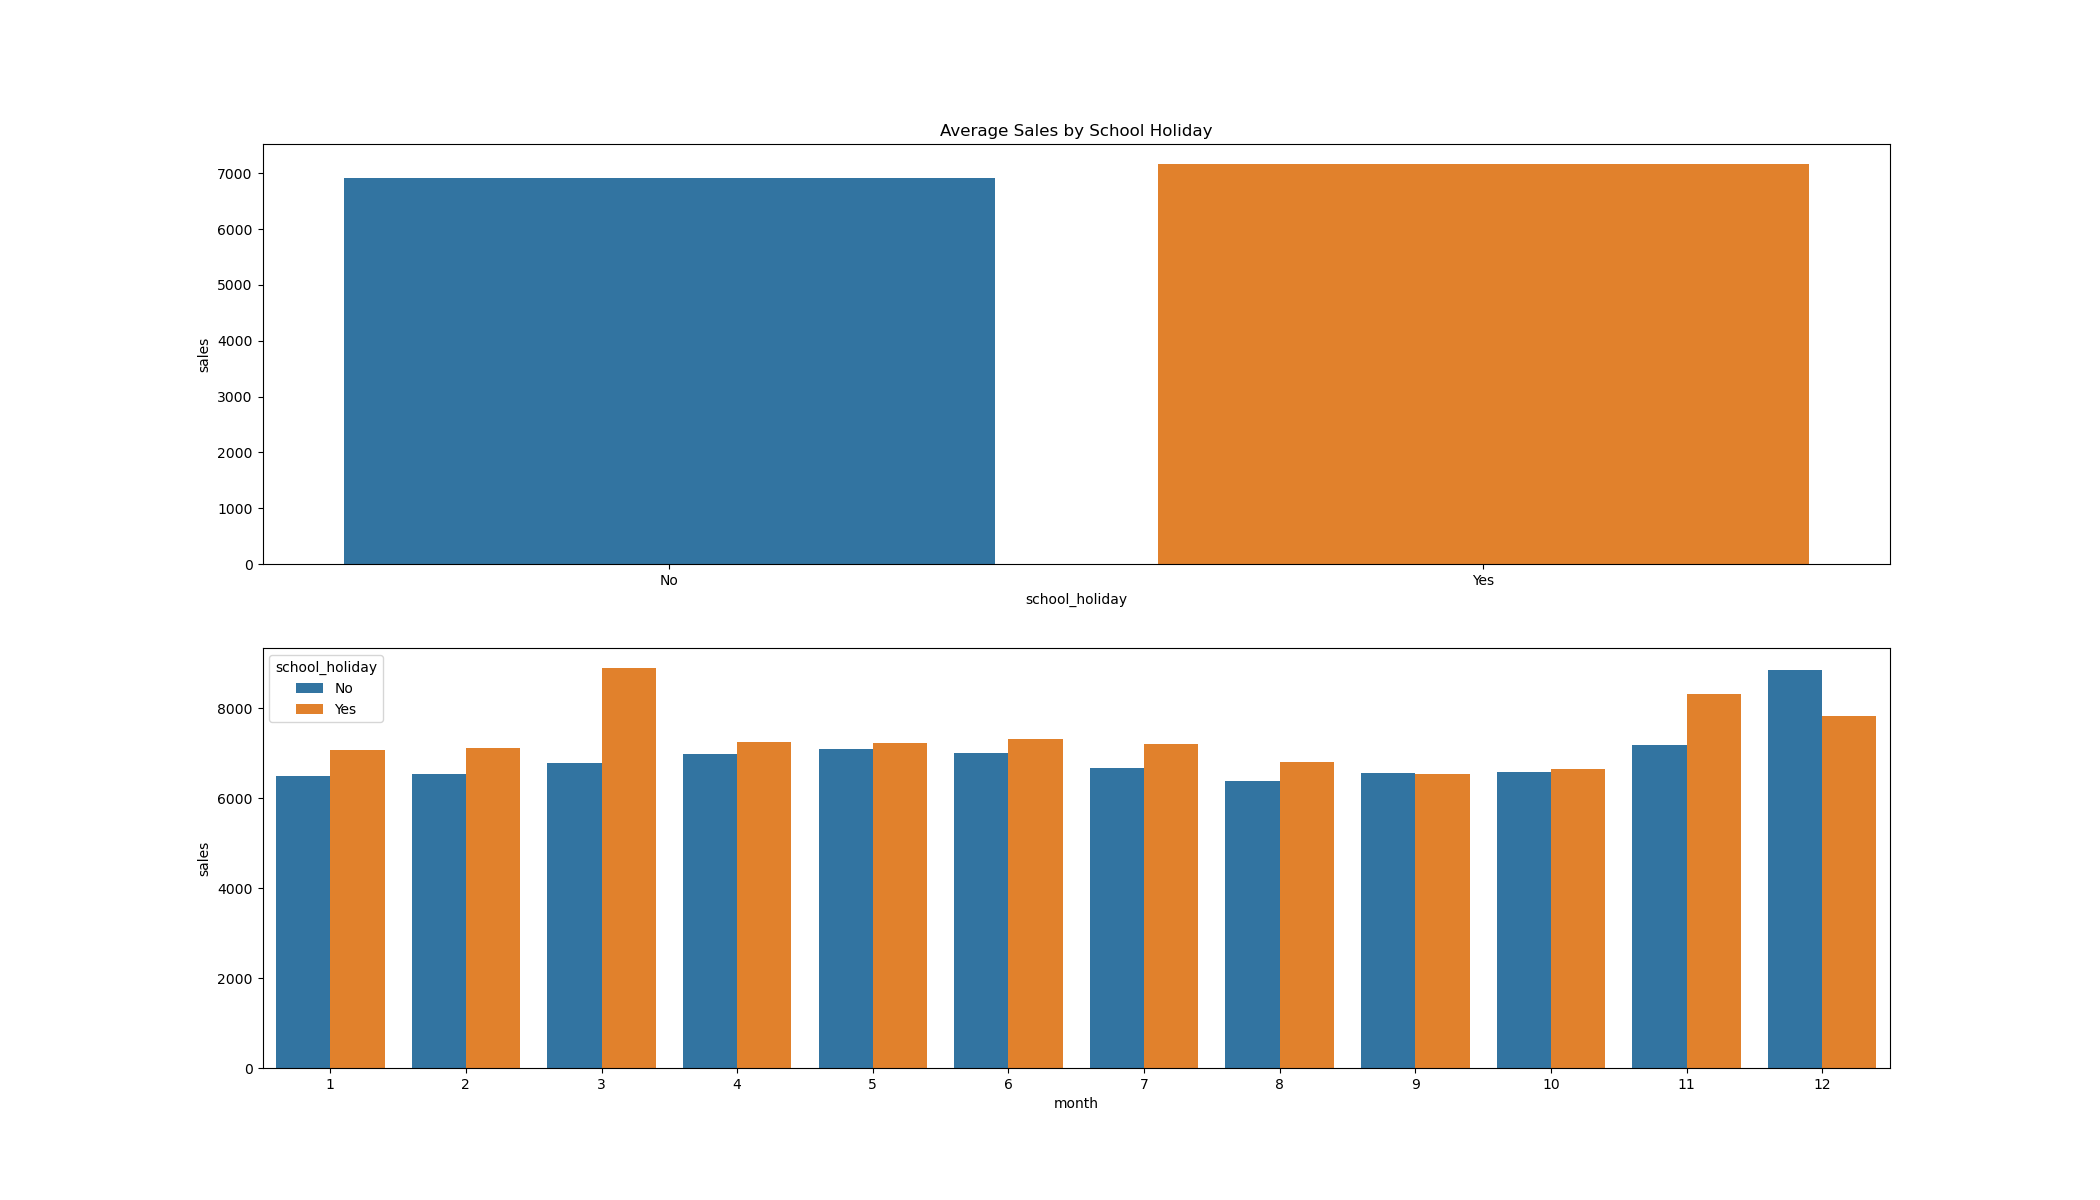 Average Sales by School Holiday
7000
6000
5000
4000
3000
2000
1000
0
sales
No Yes
school_holiday
school_holiday
No
Yes
8000
6000
4000
2000
0
sales
1 2 3 4 5 6 7 8 9 10 11 12
month